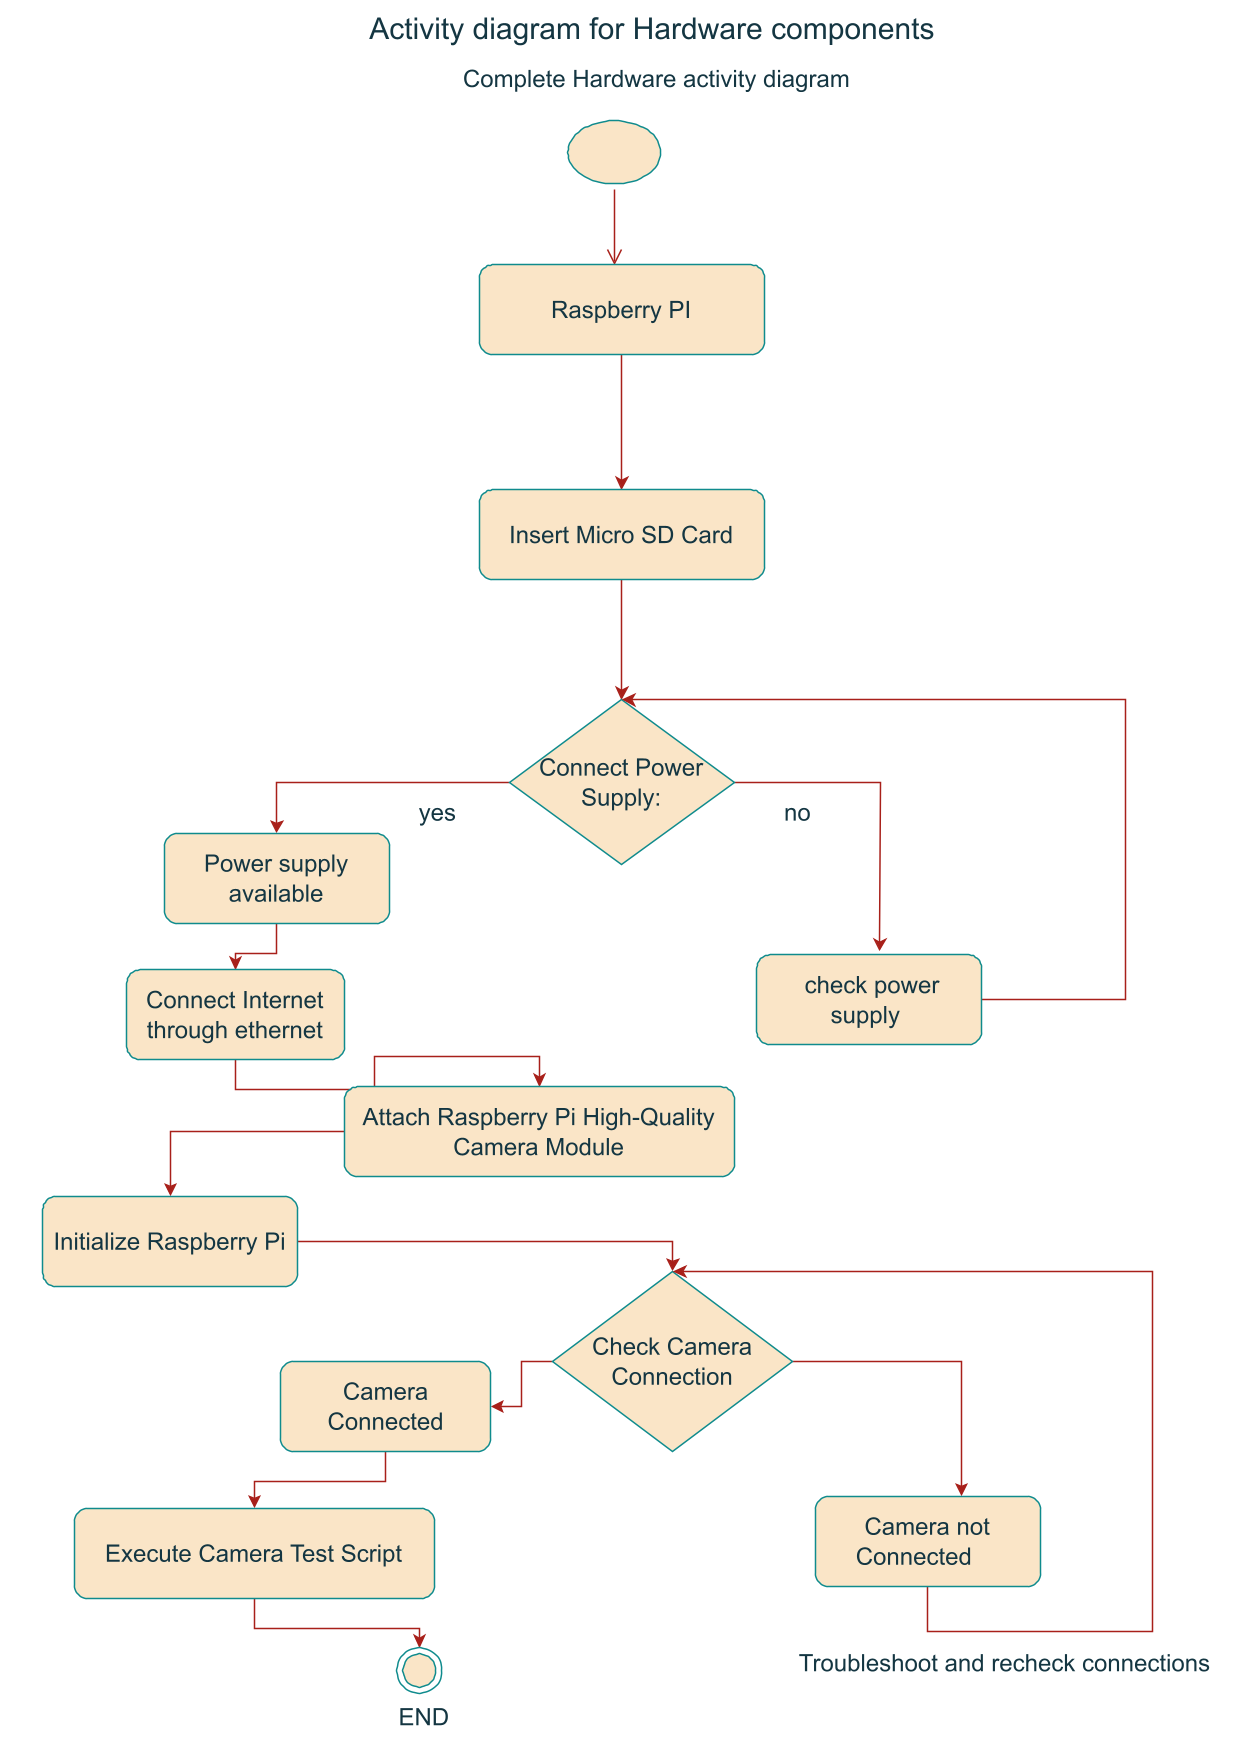 Activity diagram for Hardware components
Complete Hardware activity diagram
Raspberry PI
Insert Micro SD Card
Connect Power
Supply:
yes
no
Power supply
available
Connect Internet
through ethernet
check power
supply
Attach Raspberry Pi High-Quality
Camera Module
Initialize Raspberry Pi
Check Camera
Connection
Camera
Connected
Execute Camera Test Script
Camera not
Connected
Troubleshoot and recheck connections
END